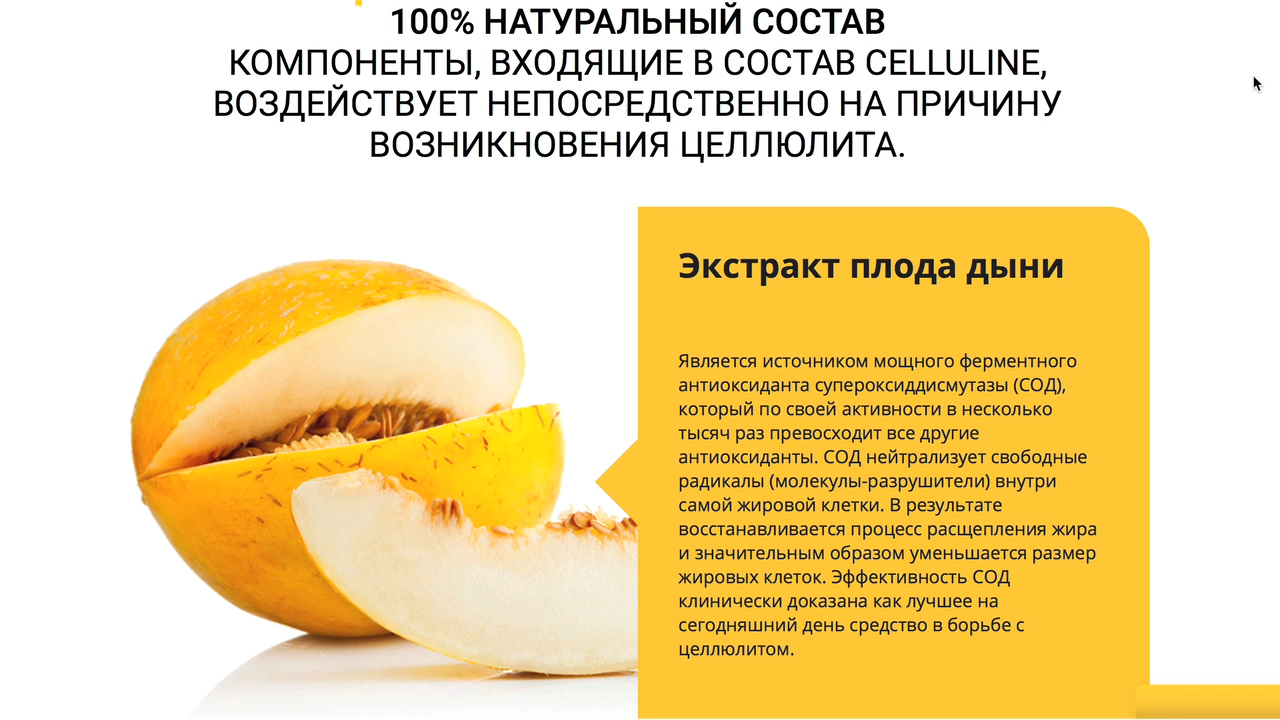 100% НАТУРАЛЬНЫЙ СОСТАВ
КОМПОНЕНТЫ, ВХОДЯЩИЕ В СОСТАВ CELLULINE,
ВОЗДЕЙСТВУЕТ НЕПОСРЕДСТВЕННО НА ПРИЧИНУ
ВОЗНИКНОВЕНИЯ ЦЕЛЛЮЛИТА.
Экстракт плода дыни
Является источником мощного ферментного
антиоксиданта супероксиддисмутазы (СОД),
который по своей активности в несколько
тысяч раз превосходит все другие
антиоксиданты. СОД нейтрализует свободные
радикалы (молекулы-разрушители) внутри
самой жировой клетки. В результате
восстанавливается процесс расщепления жира
и значительным образом уменьшается размер
жировых клеток. Эффективность СОД
клинически доказана как лучшее на
сегодняшний день средство в борьбе с
целлюлитом.